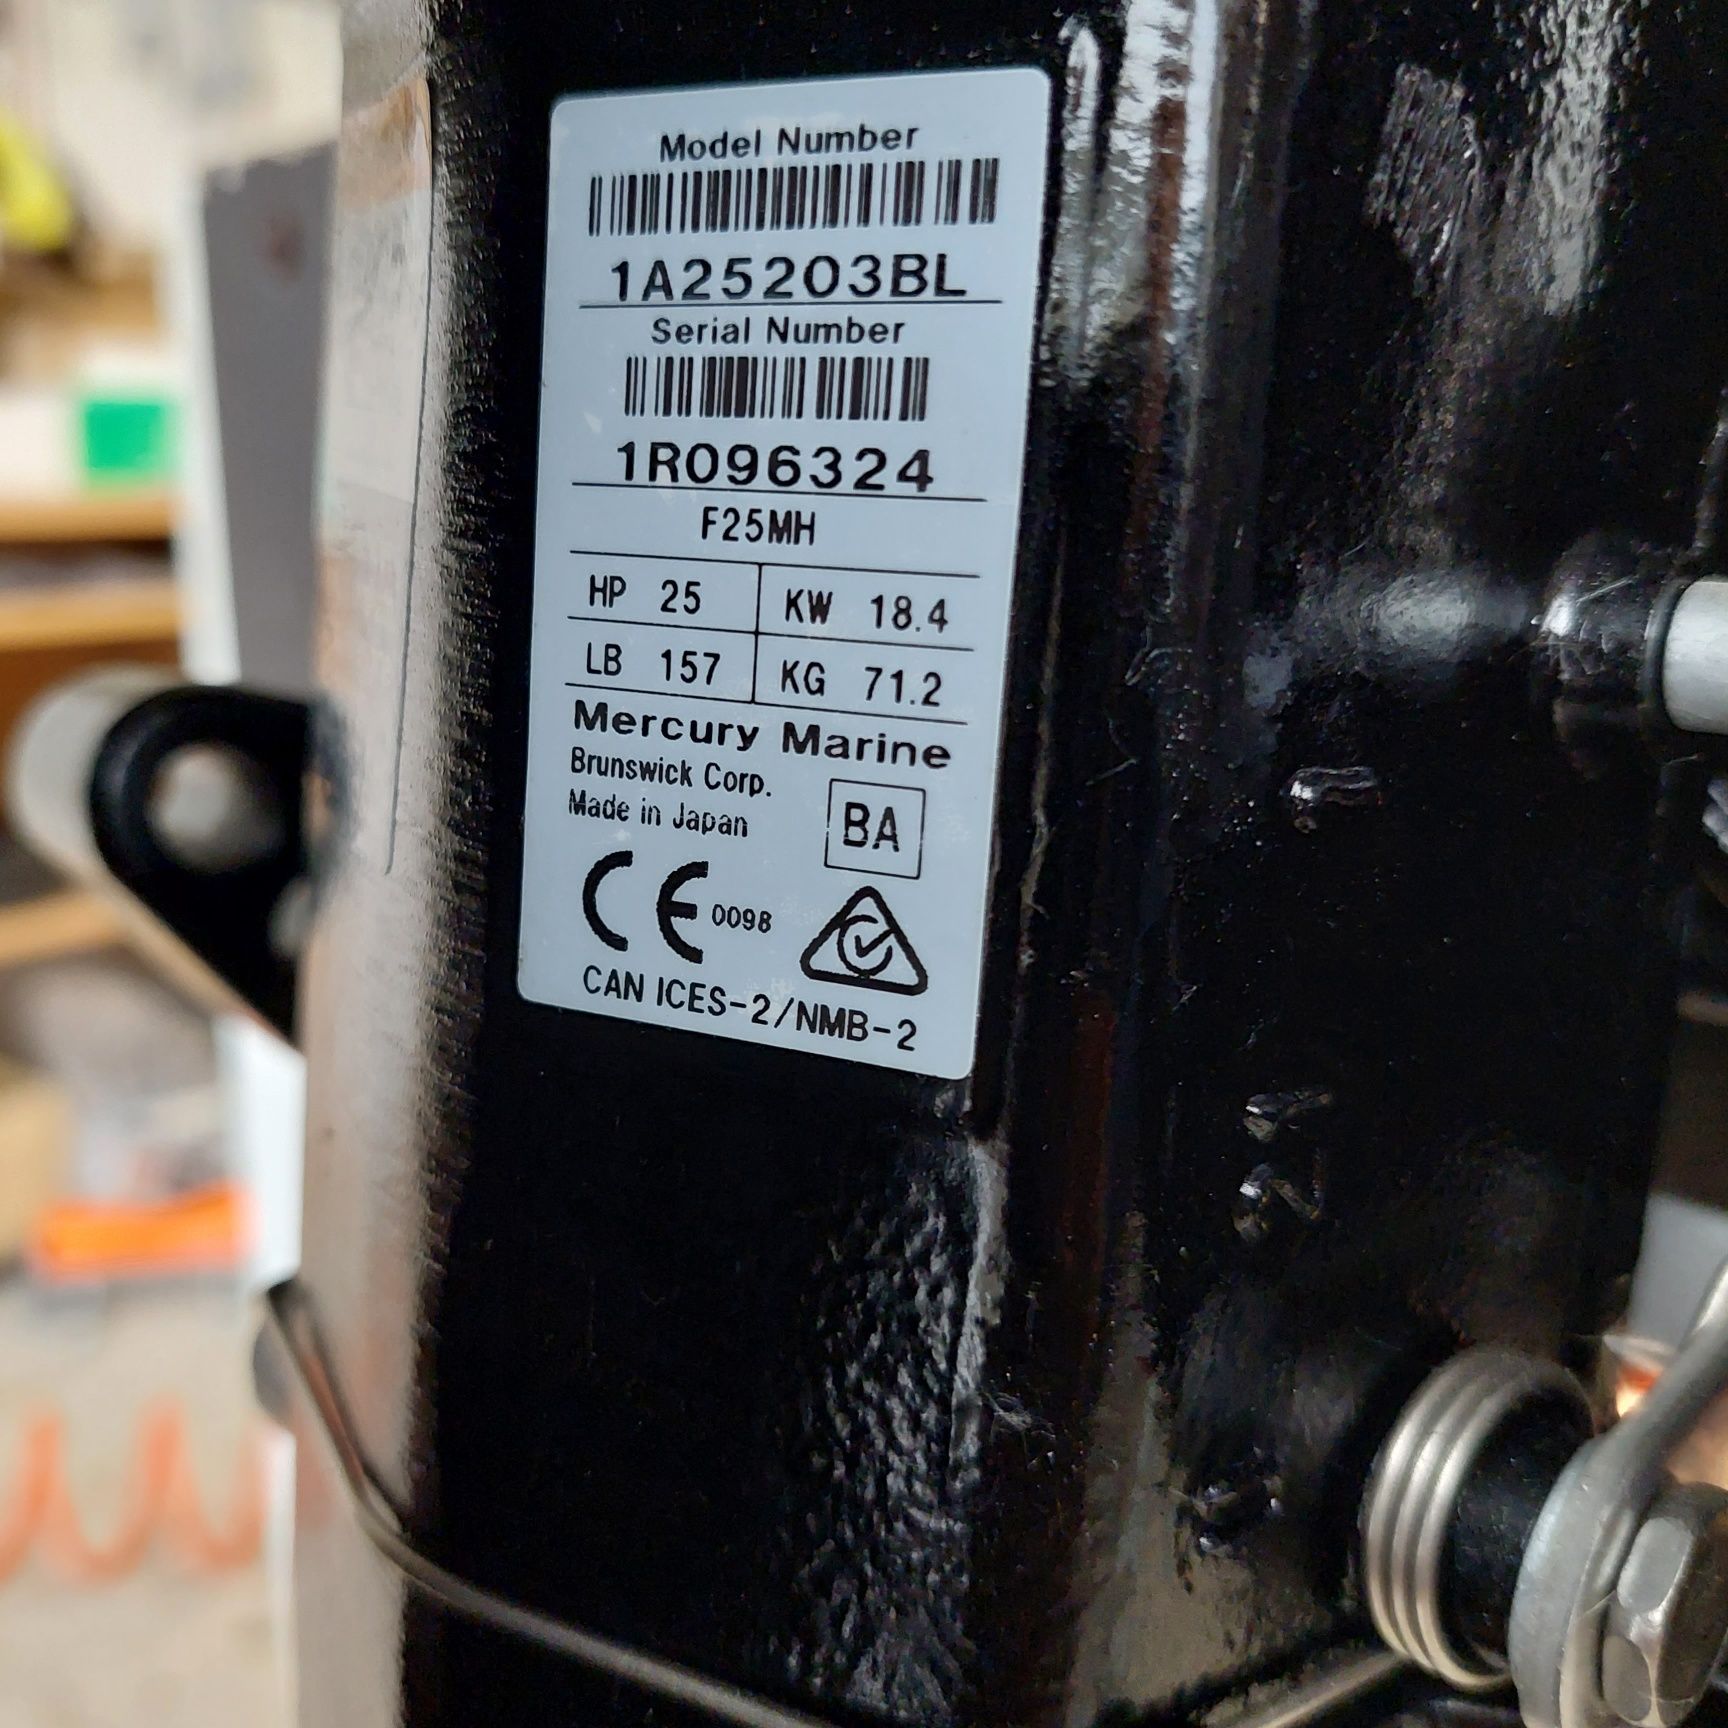 Model Number
1A25203BL
Serial Number
1R096324
F25MH
HP 25 KW 18.4
LB 157 KG 71.2
Mercury Marine
Brunswick Corp.
Made in Japan
BA
CE 0098
CAN ICES-2/NMB-2